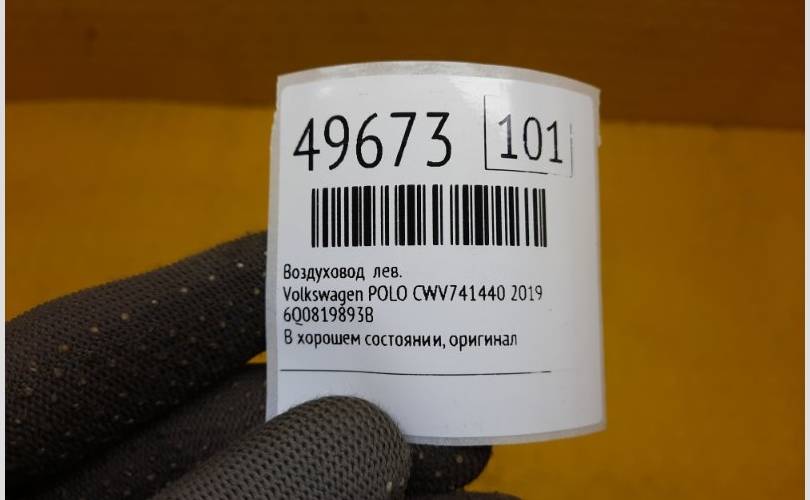 49673 101
Воздуховод лев.
Volkswagen POLO CWV741440 2019
6Q0819893B
В хорошем состоянии, оригинал